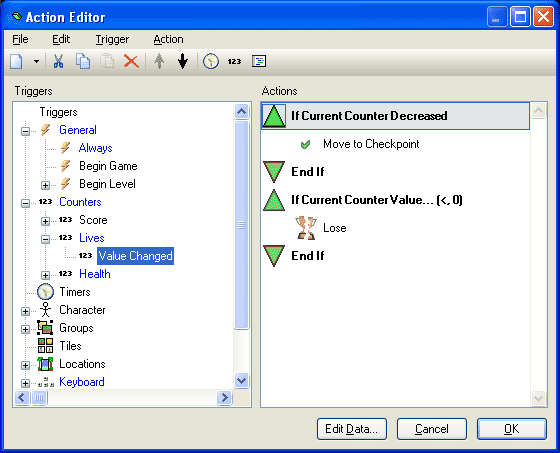 Action Editor
File Edit Trigger Action
123
Triggers
Triggers
General
Always
Begin Game
Begin Level
123 Counters
123 Score
123 Lives
123 Value Changed
123 Health
Timers
Character
Groups
Tiles
Locations
Keyboard
Actions
If Current Counter Decreased
Move to Checkpoint
End If
If Current Counter Value... (<, 0)
Lose
End If
Edit Data... Cancel OK